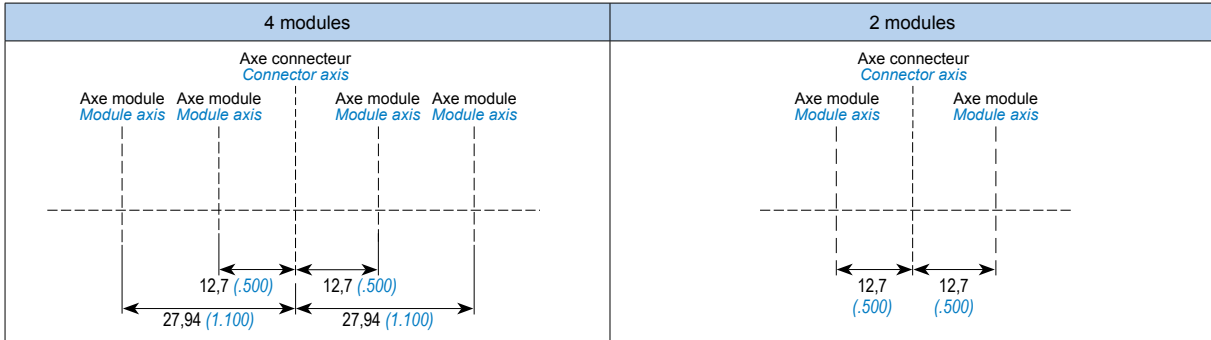 4 modules
2 modules
Axe connecteur
Connector axis
Axe module
Module axis
Axe module
Module axis
Axe module
Module axis
Axe module
Module axis
12,7 (.500)
12,7 (.500)
27,94 (1.100)
27,94 (1.100)
Axe connecteur
Connector axis
Axe module
Module axis
Axe module
Module axis
12,7
(.500)
12,7
(.500)